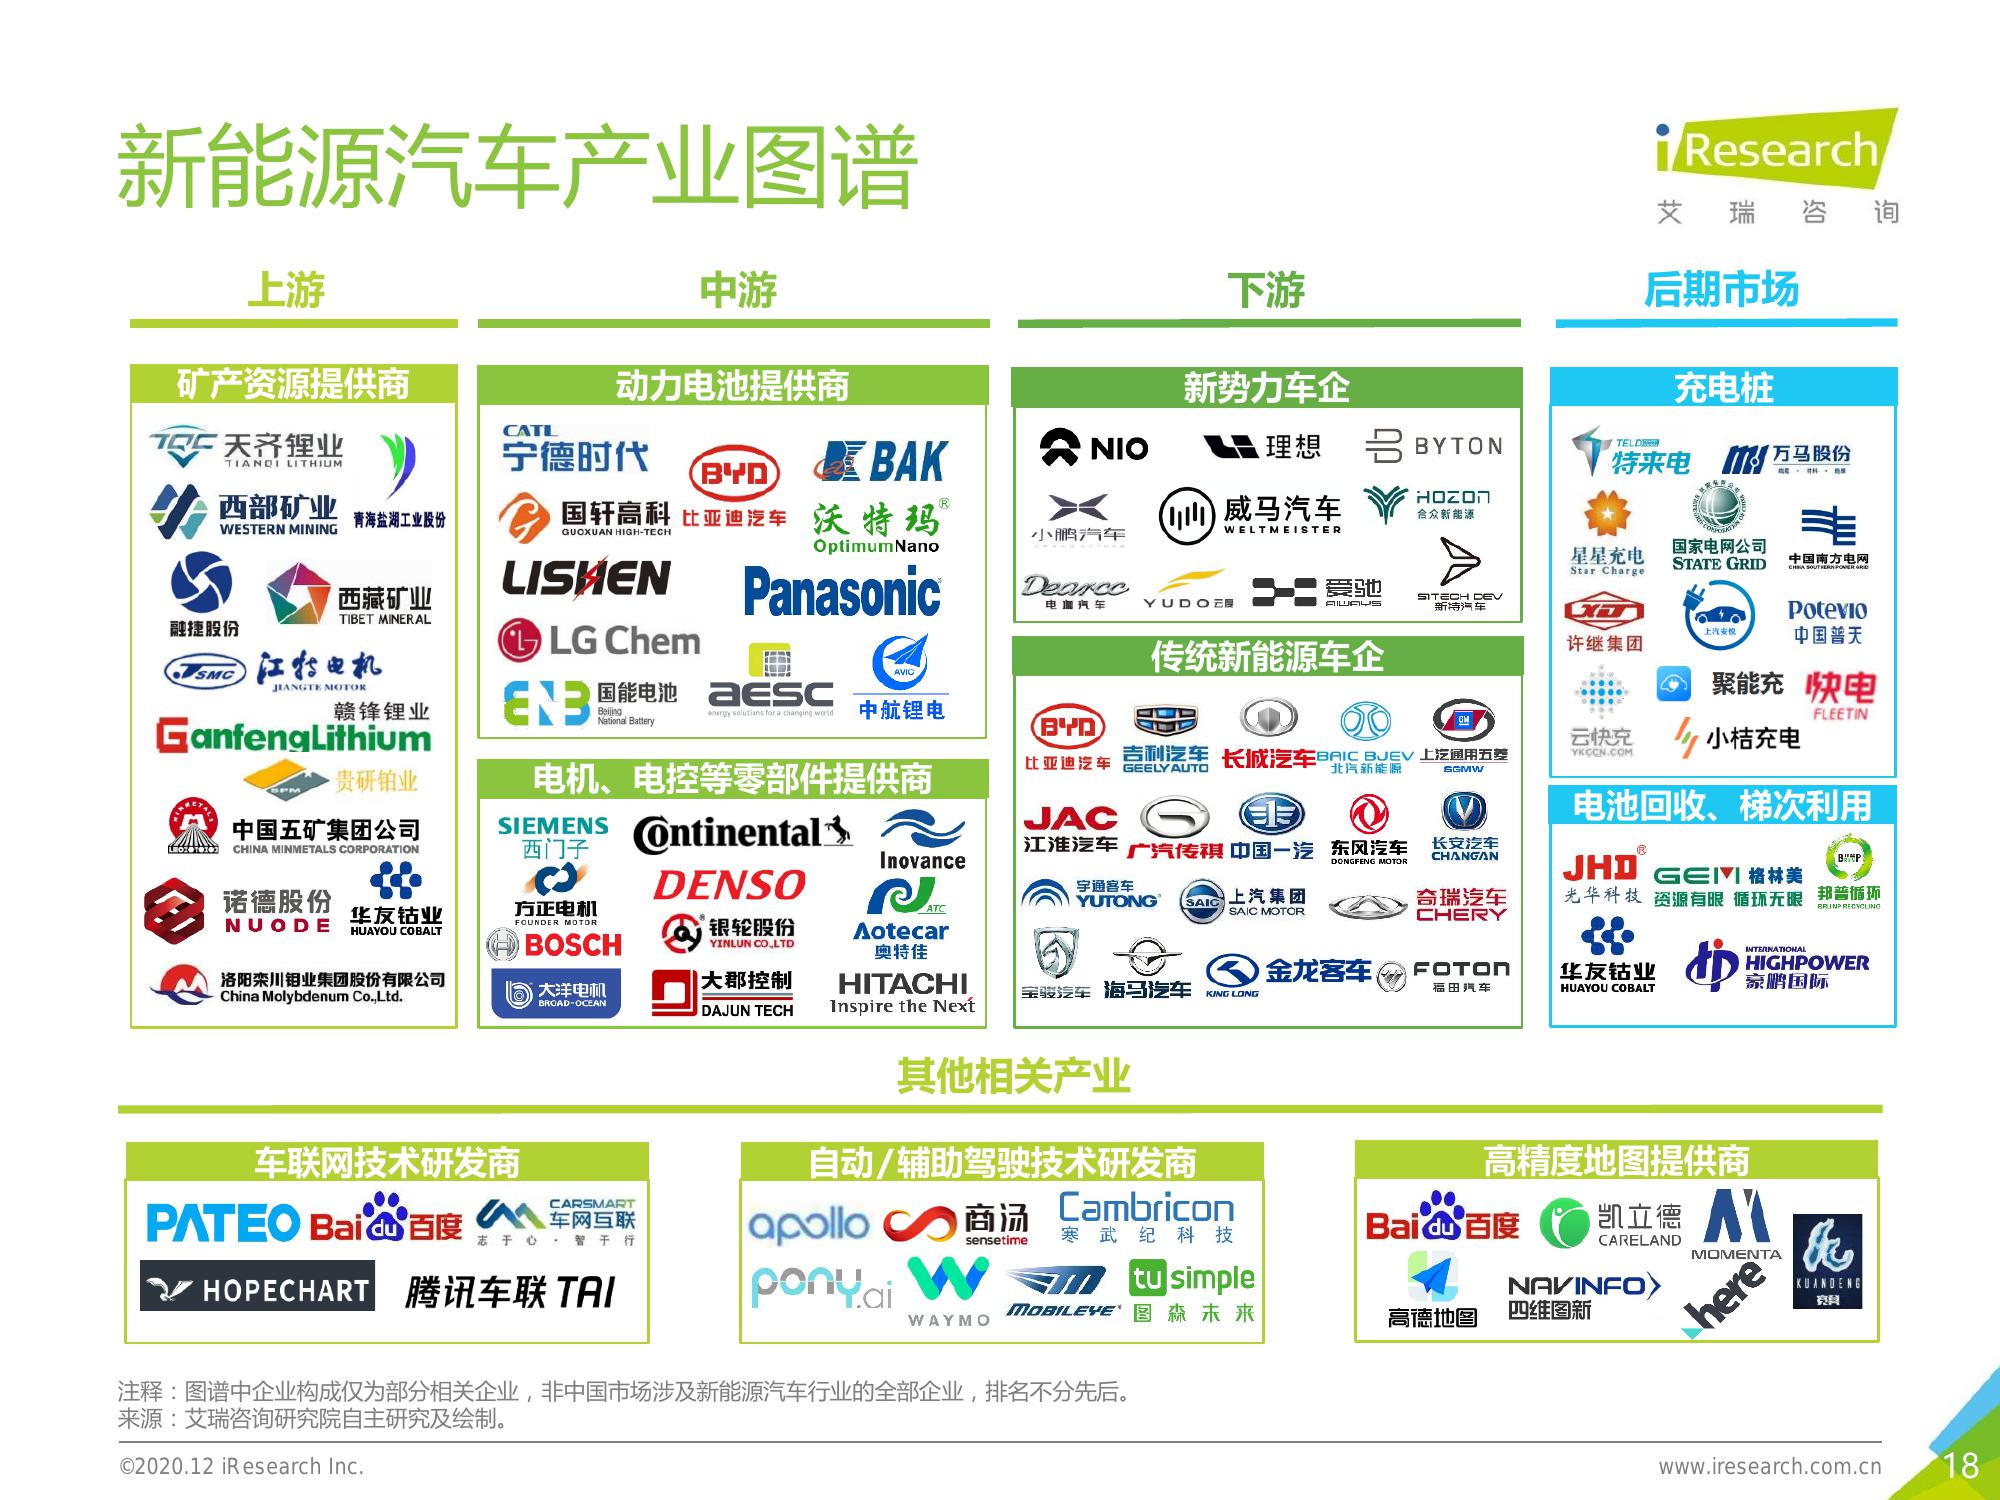 新能源汽车产业图谱
iResearch
艾瑞咨询
上游
中游
下游
后期市场
矿产资源提供商
TQC 天齐锂业
TIANQI LITHIUM
西部矿业
WESTERN MINING
青海盐湖工业股份
融捷股份
西藏矿业
TIBET MINERAL
JSMC 江特电机
JIANGTE MOTOR
赣锋锂业
GanfengLithium
SPM 贵研铂业
MINMETALS
中国五矿集团公司
CHINA MINMETALS CORPORATION
诺德股份
NUODE
华友钴业
HUAYOU COBALT
洛阳栾川钼业集团股份有限公司
China Molybdenum Co.,Ltd.
动力电池提供商
CATL
宁德时代
BYD
比亚迪汽车
BAK
国轩高科
GUOXUAN HIGH-TECH
沃特玛®
OptimumNano
LISHEN
Panasonic
LG Chem
国能电池
Beijing
National Battery
aesc
energy solutions for a changing world
AVIC
中航锂电
电机、电控等零部件提供商
SIEMENS
西门子
Continental
Inovance
方正电机
FOUNDER MOTOR
DENSO
ATC
Aotecar
奥特佳
BOSCH
银轮股份
YINLUN CO.,LTD
大洋电机
BROAD-OCEAN
大郡控制
DAJUN TECH
HITACHI
Inspire the Next
新势力车企
NIO
理想
BYTON
小鹏汽车
威马汽车
WELTMEISTER
HOZON
合众新能源
Dearcc
电咖汽车
YUDO云度
爱驰
AIWAYS
SITECH DEV
新特汽车
传统新能源车企
BYD
比亚迪汽车
吉利汽车
GEELY AUTO
长城汽车
BAIC BJEV
北汽新能源
GM
上汽通用五菱
SGMW
JAC
江淮汽车
广汽传祺
中国一汽
东风汽车
DONGFENG MOTOR
长安汽车
CHANGAN
宇通客车
YUTONG
SAIC
上汽集团
SAIC MOTOR
奇瑞汽车
CHERY
宝骏汽车
海马汽车
KING LONG
金龙客车
FOTON
福田汽车
充电桩
TELD
特来电
万马股份
星星充电
Star Charge
国家电网公司
STATE GRID
中国南方电网
CHINA SOUTHERN POWER GRID
许继集团
上汽安悦
Potevio
中国普天
云快充
YKCCN.COM
聚能充
快电
FLEETIN
小桔充电
电池回收、梯次利用
JHD®
光华科技
GEM 格林美
资源有限 循环无限
邦普循环
BRUNP RECYCLING
华友钴业
HUAYOU COBALT
INTERNATIONAL
HIGHPOWER
豪鹏国际
其他相关产业
车联网技术研发商
PATEO
Baidu百度
CARSMART
车网互联
志于心·智于行
HOPECHART
腾讯车联 TAI
自动/辅助驾驶技术研发商
apollo
商汤
sensetime
Cambricon
寒武纪科技
pony.ai
WAYMO
MOBILEYE
tusimple
图森未来
高精度地图提供商
Baidu百度
凯立德
CARELAND
MOMENTA
高德地图
NAVINFO
四维图新
here
KUANDENG
宽凳
注释：图谱中企业构成仅为部分相关企业，非中国市场涉及新能源汽车行业的全部企业，排名不分先后。
来源：艾瑞咨询研究院自主研究及绘制。
©2020.12 iResearch Inc.
www.iresearch.com.cn
18